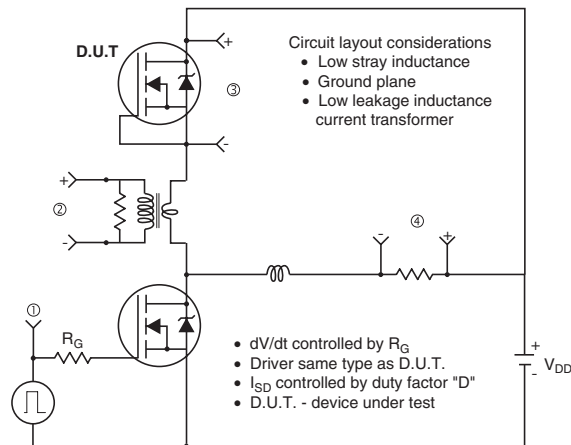 D.U.T
+
Circuit layout considerations
• Low stray inductance
• Ground plane
• Low leakage inductance
current transformer
③
-
+
②
-
④
-
+
①
R_G
• dV/dt controlled by R_G
• Driver same type as D.U.T.
• I_SD controlled by duty factor "D"
• D.U.T. - device under test
+
-
V_DD